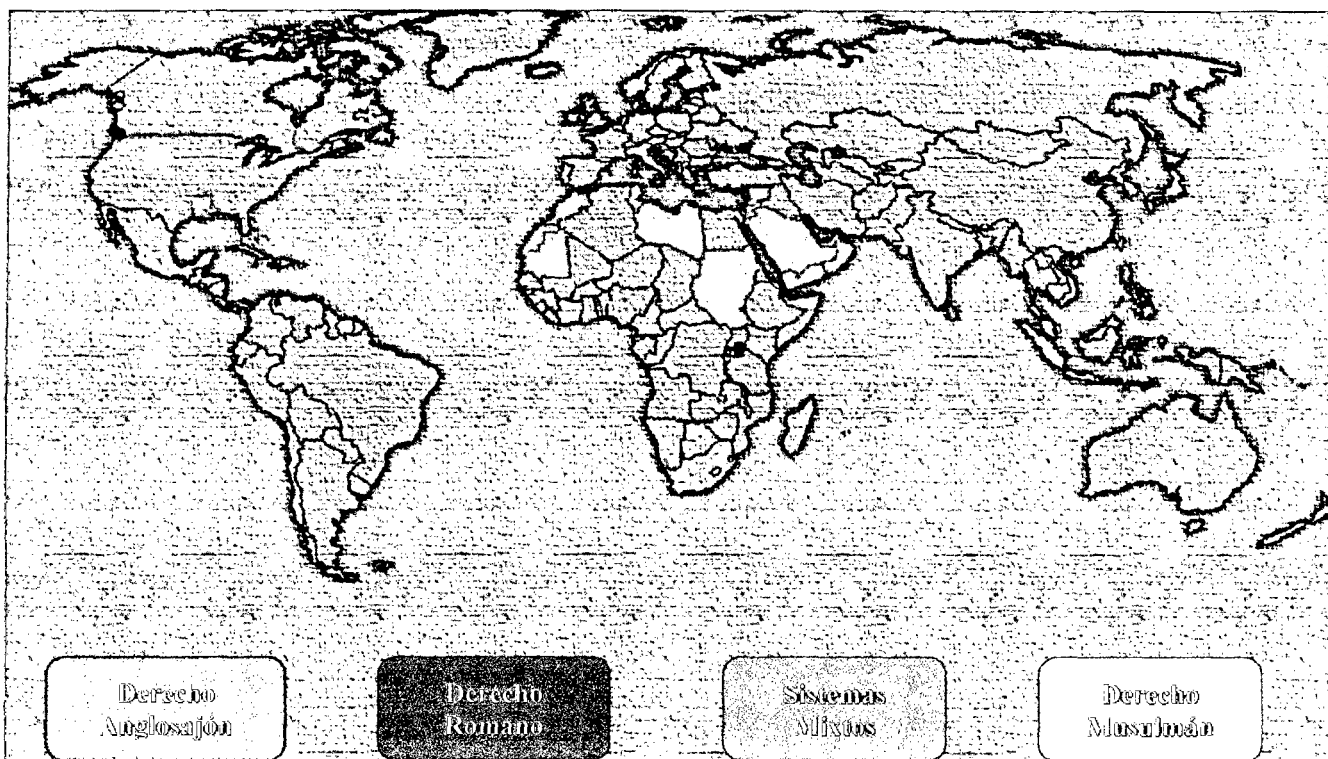 Derecho
Anglosajón
Derecho
Romano
Sistemas
Mixtos
Derecho
Musulmán